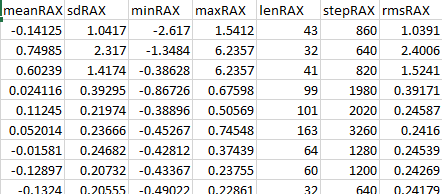 meanRAX sdRAX minRAX maxRAX lenRAX stepRAX rmsRAX
-0.14125 1.0417 -2.617 1.5412 43 860 1.0391
0.74985 2.317 -1.3484 6.2357 32 640 2.4006
0.60239 1.4174 -0.38628 6.2357 41 820 1.5241
0.024116 0.39295 -0.86726 0.67598 99 1980 0.39171
0.11245 0.21974 -0.38896 0.50569 101 2020 0.24587
0.052014 0.23666 -0.45267 0.74548 163 3260 0.2416
-0.01581 0.24682 -0.42812 0.37439 64 1280 0.24539
-0.12897 0.20732 -0.43367 0.23755 60 1200 0.24269
-0.1324 0.20555 -0.49022 0.22861 32 640 0.24179